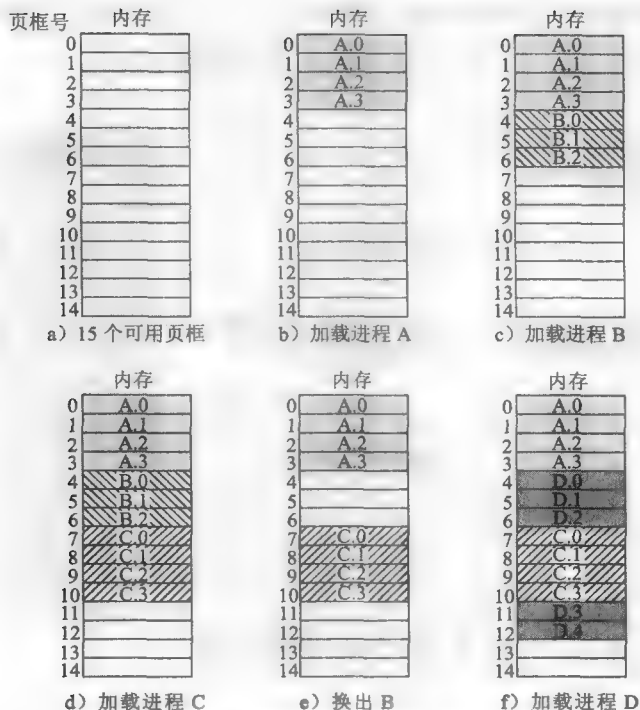 页框号
内存
0
1
2
3
4
5
6
7
8
9
10
11
12
13
14
a）15 个可用页框
内存
0 A.0
1 A.1
2 A.2
3 A.3
4
5
6
7
8
9
10
11
12
13
14
b）加载进程 A
内存
0 A.0
1 A.1
2 A.2
3 A.3
4 B.0
5 B.1
6 B.2
7
8
9
10
11
12
13
14
c）加载进程 B
内存
0 A.0
1 A.1
2 A.2
3 A.3
4 B.0
5 B.1
6 B.2
7 C.0
8 C.1
9 C.2
10 C.3
11
12
13
14
d）加载进程 C
内存
0 A.0
1 A.1
2 A.2
3 A.3
4
5
6
7 C.0
8 C.1
9 C.2
10 C.3
11
12
13
14
e）换出 B
内存
0 A.0
1 A.1
2 A.2
3 A.3
4 D.0
5 D.1
6 D.2
7 C.0
8 C.1
9 C.2
10 C.3
11 D.3
12 D.4
13
14
f）加载进程 D